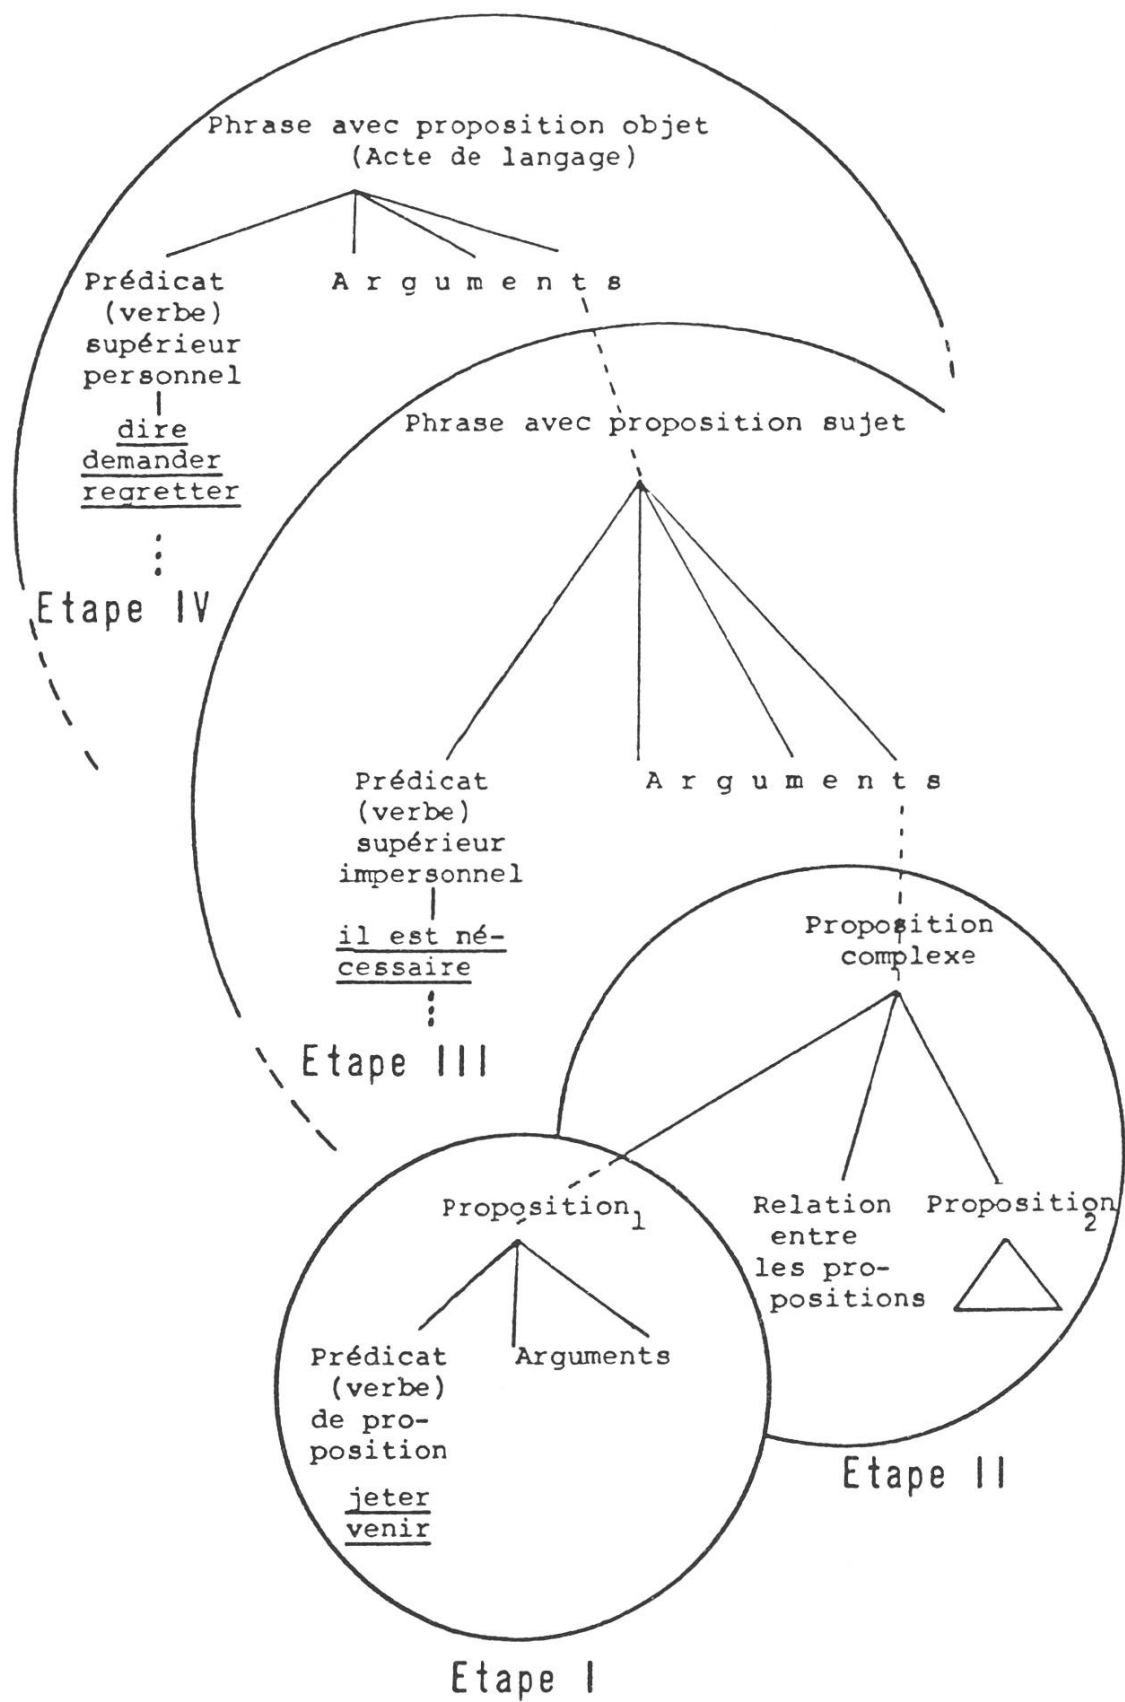 Phrase avec proposition objet
(Acte de langage)
Prédicat
(verbe)
supérieur
personnel
dire
demander
regretter
A r g u m e n t s
Etape IV
Phrase avec proposition sujet
Prédicat
(verbe)
supérieur
impersonnel
il est né-
cessaire
A r g u m e n t s
Etape III
Proposition
complexe
Relation
entre
les pro-
positions
Proposition2
Etape II
Proposition1
Prédicat
(verbe)
de pro-
position
jeter
venir
Arguments
Etape I